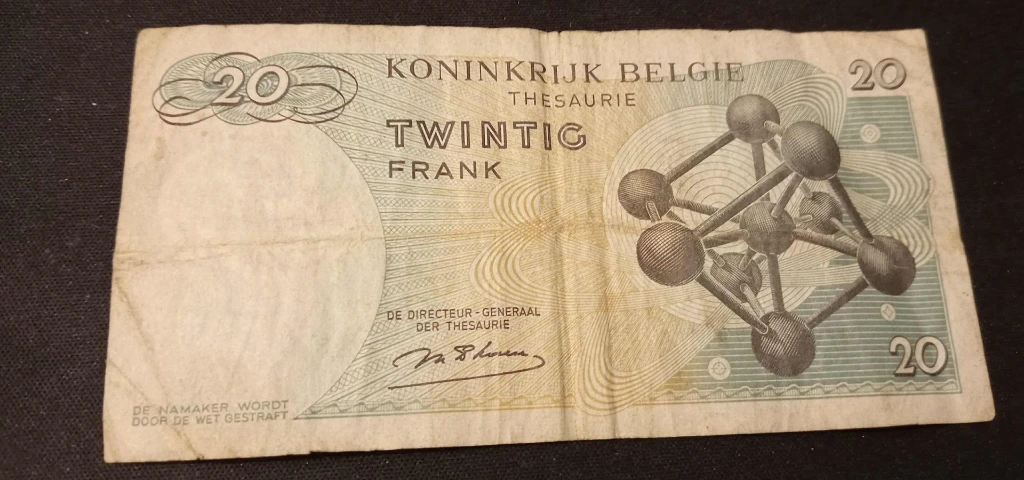 20
KONINKRIJK BELGIE
20
THESAURIE
TWINTIG
FRANK
DE DIRECTEUR-GENERAAL
DER THESAURIE
20
DE NAMAKER WORDT
DOOR DE WET GESTRAFT